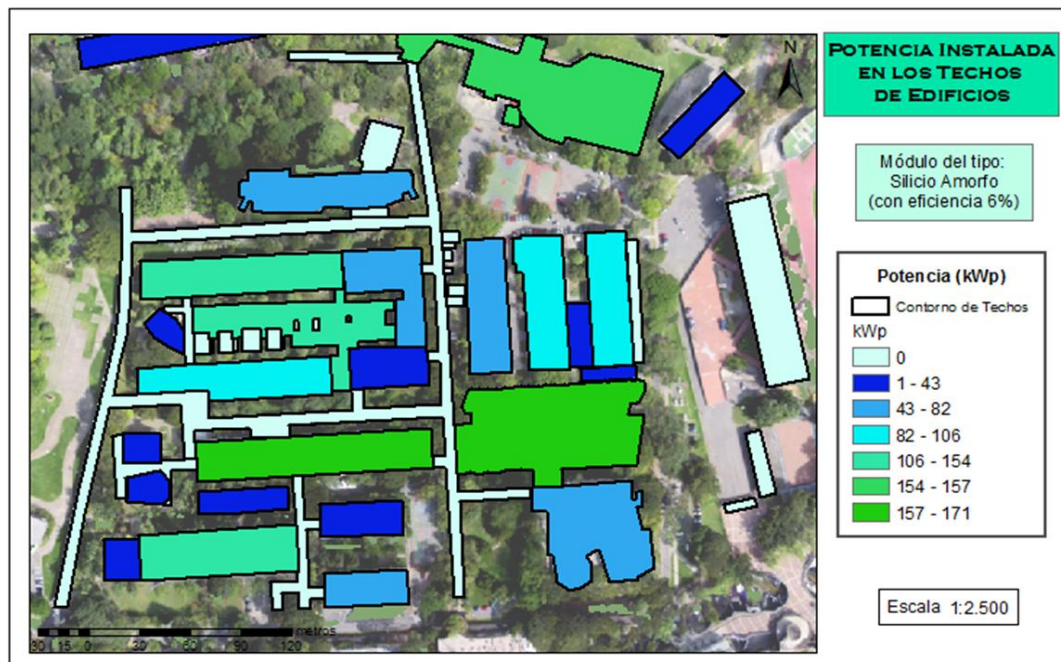 N
POTENCIA INSTALADA
EN LOS TECHOS
DE EDIFICIOS
Módulo del tipo:
Silicio Amorfo
(con eficiencia 6%)
Potencia (kWp)
Contorno de Techos
kWp
0
1 - 43
43 - 82
82 - 106
106 - 154
154 - 157
157 - 171
Escala 1:2.500
metros
30 15 0 30 60 90 120